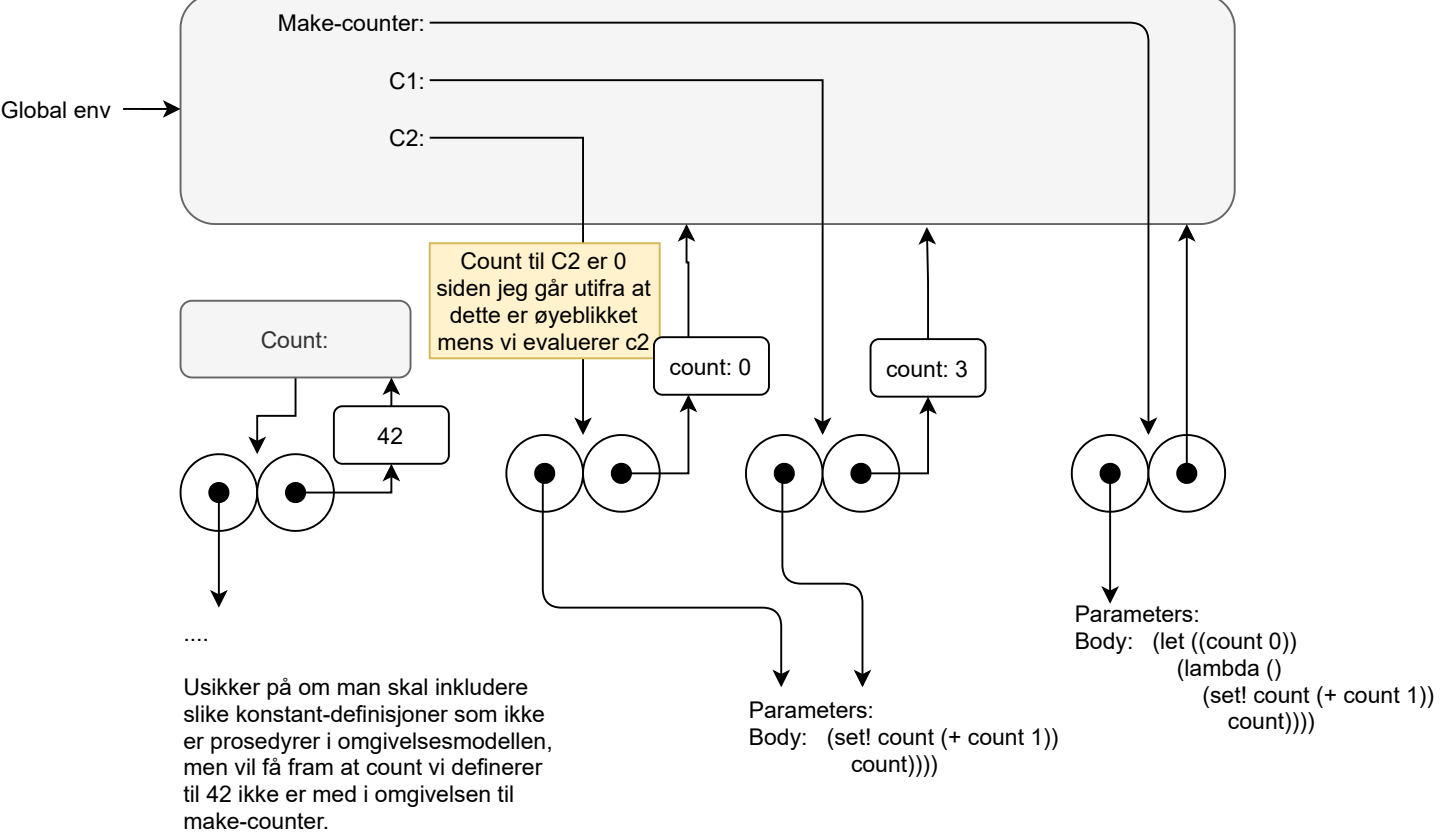 Make-counter:
C1:
Global env
C2:
Count til C2 er 0
siden jeg går utifra at
dette er øyeblikket
mens vi evaluerer c2
Count:
count: 0
count: 3
42
....
Usikker på om man skal inkludere
slike konstant-definisjoner som ikke
er prosedyrer i omgivelsesmodellen,
men vil få fram at count vi definerer
til 42 ikke er med i omgivelsen til
make-counter.
Parameters:
Body: (set! count (+ count 1))
count))))
Parameters:
Body: (let ((count 0))
(lambda ()
(set! count (+ count 1))
count))))